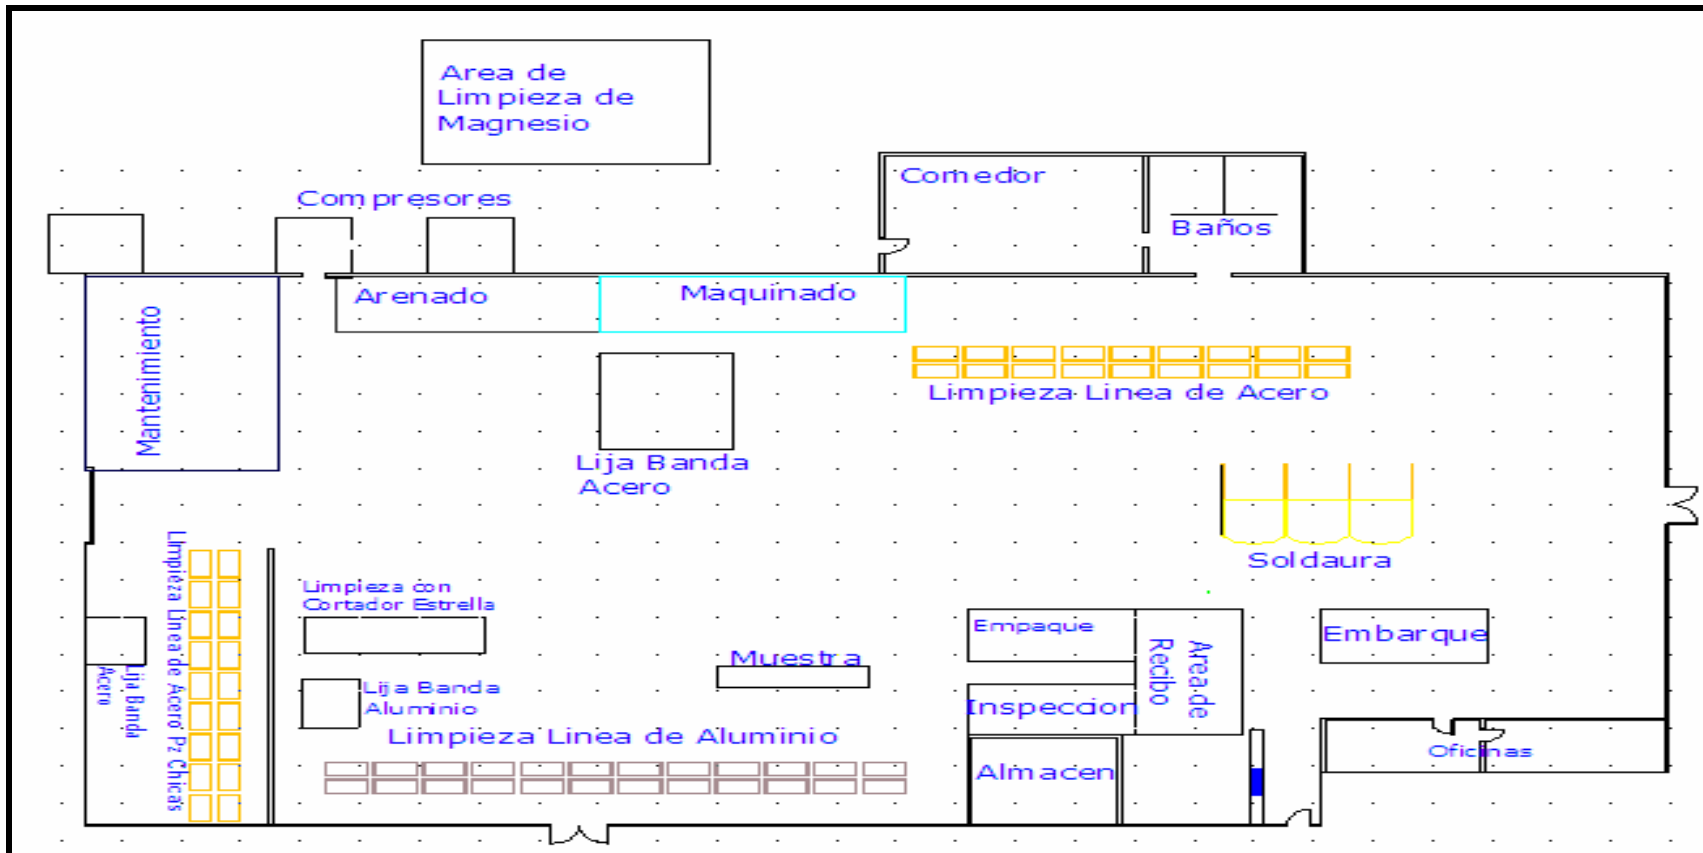 Area de
Limpieza de
Magnesio
Comedor
Compresores
Baños
Arenado
Maquinado
Mantenimiento
Limpieza Linea de Acero
Lija Banda
Acero
Soldaura
Limpieza Linea de Acero Pz Chicas
Limpieza con
Cortador Estrella
Empaque
Area de
Recibo
Embarque
Muestra
Lija Banda
Acero
Lija Banda
Aluminio
Inspeccion
Limpieza Linea de Aluminio
Oficinas
Almacen